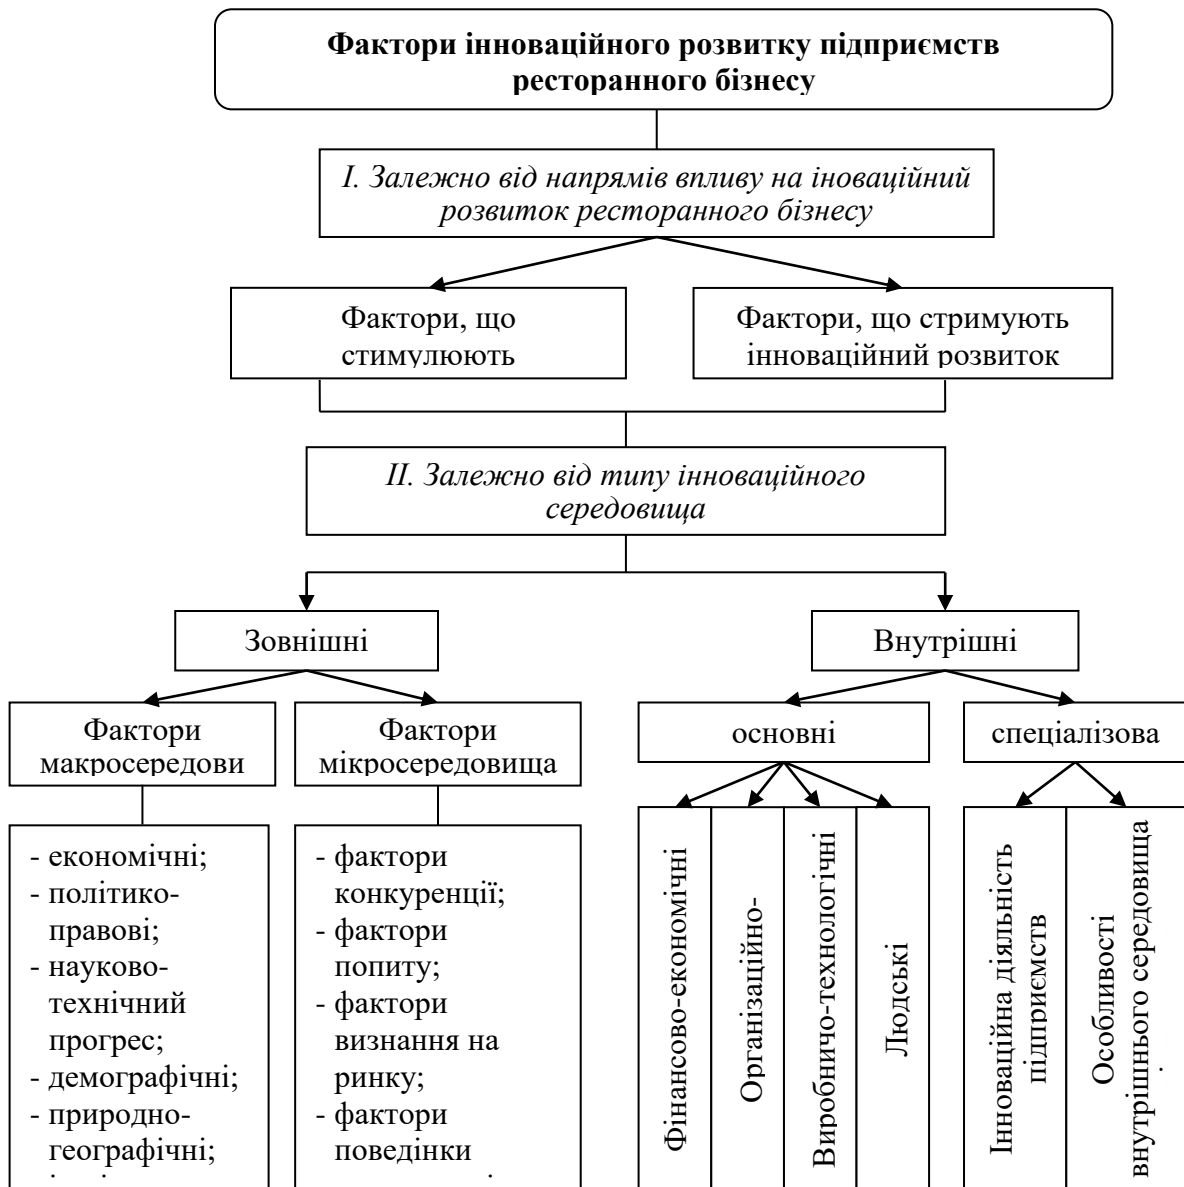 Фактори інноваційного розвитку підприємств
ресторанного бізнесу
І. Залежно від напрямів впливу на іноваційний
розвиток ресторанного бізнесу
Фактори, що
стимулюють
Фактори, що стримують
інноваційний розвиток
ІІ. Залежно від типу інноваційного
середовища
Зовнішні
Внутрішні
Фактори
макросередови
Фактори
мікросередовища
основні
спеціалізова
- економічні;
- політико-
правові;
- науково-
технічний
прогрес;
- демографічні;
- природно-
географічні;
- фактори
конкуренції;
- фактори
попиту;
- фактори
визнання на
ринку;
- фактори
поведінки
Фінансово-економічні
Організаційно-
Виробничо-технологічні
Людські
Інноваційна діяльність
підприємств
Особливості
внутрішнього середовища